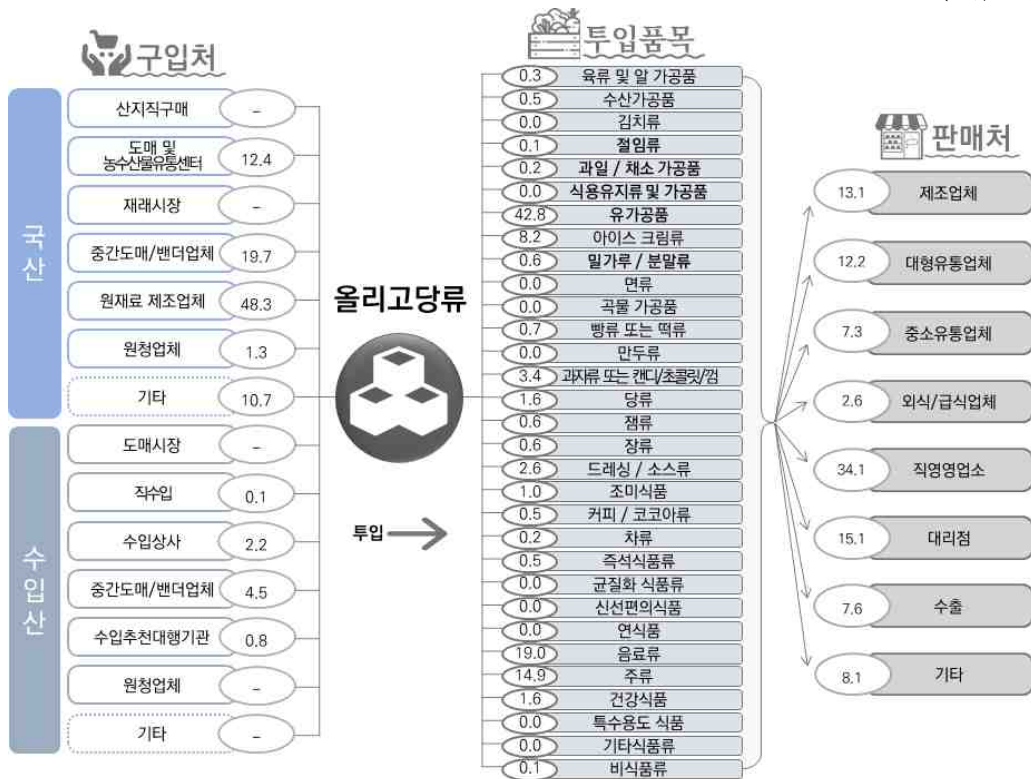 구입처
국산
산지직구매 -
도매 및
농수산물유통센터 12.4
재래시장 -
중간도매/밴더업체 19.7
원재료 제조업체 48.3
원청업체 1.3
기타 10.7
수입산
도매시장 -
직수입 0.1
수입상사 2.2
중간도매/밴더업체 4.5
수입추천대행기관 0.8
원청업체 -
기타 -
올리고당류
투입
투입품목
0.3 육류 및 알 가공품
0.5 수산가공품
0.0 김치류
0.1 절임류
0.2 과일 / 채소 가공품
0.0 식용유지류 및 가공품
42.8 유가공품
8.2 아이스 크림류
0.6 밀가루 / 분말류
0.0 면류
0.0 곡물 가공품
0.7 빵류 또는 떡류
0.0 만두류
3.4 과자류 또는 캔디/초콜릿/껌
1.6 당류
0.6 잼류
0.6 장류
2.6 드레싱 / 소스류
1.0 조미식품
0.5 커피 / 코코아류
0.2 차류
0.5 즉석식품류
0.0 균질화 식품류
0.0 신선편의식품
0.0 연식품
19.0 음료류
14.9 주류
1.6 건강식품
0.0 특수용도 식품
0.0 기타식품류
0.1 비식품류
판매처
13.1 제조업체
12.2 대형유통업체
7.3 중소유통업체
2.6 외식/급식업체
34.1 직영영업소
15.1 대리점
7.6 수출
8.1 기타